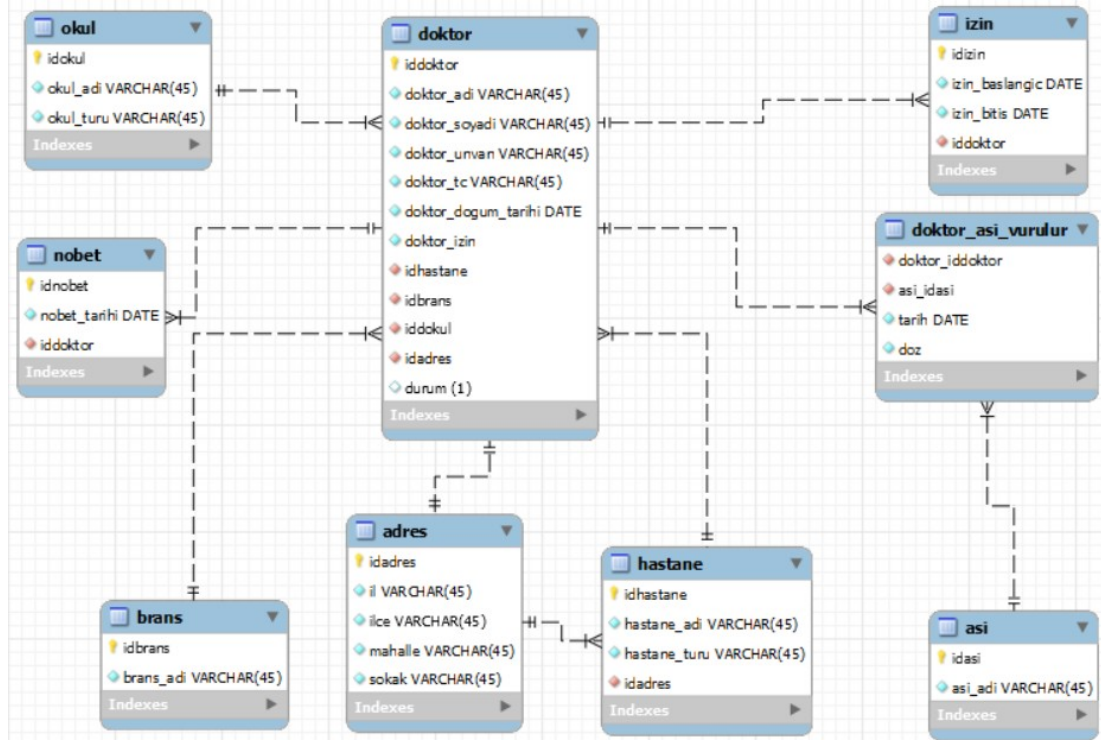 okul
idokul
okul_adi VARCHAR(45)
okul_turu VARCHAR(45)
Indexes
doktor
iddoktor
doktor_adi VARCHAR(45)
doktor_soyadi VARCHAR(45)
doktor_unvan VARCHAR(45)
doktor_tc VARCHAR(45)
doktor_dogum_tarihi DATE
doktor_izin
idhastane
idbrans
iddokul
idadres
durum (1)
Indexes
izin
idizin
izin_baslangic DATE
izin_bitis DATE
iddoktor
Indexes
nobet
idnobet
nobet_tarihi DATE
iddoktor
Indexes
doktor_asi_vurulur
doktor_iddoktor
asi_idasi
tarih DATE
doz
Indexes
brans
idbrans
brans_adi VARCHAR(45)
Indexes
adres
idadres
il VARCHAR(45)
ilce VARCHAR(45)
mahalle VARCHAR(45)
sokak VARCHAR(45)
Indexes
hastane
idhastane
hastane_adi VARCHAR(45)
hastane_turu VARCHAR(45)
idadres
Indexes
asi
idasi
asi_adi VARCHAR(45)
Indexes